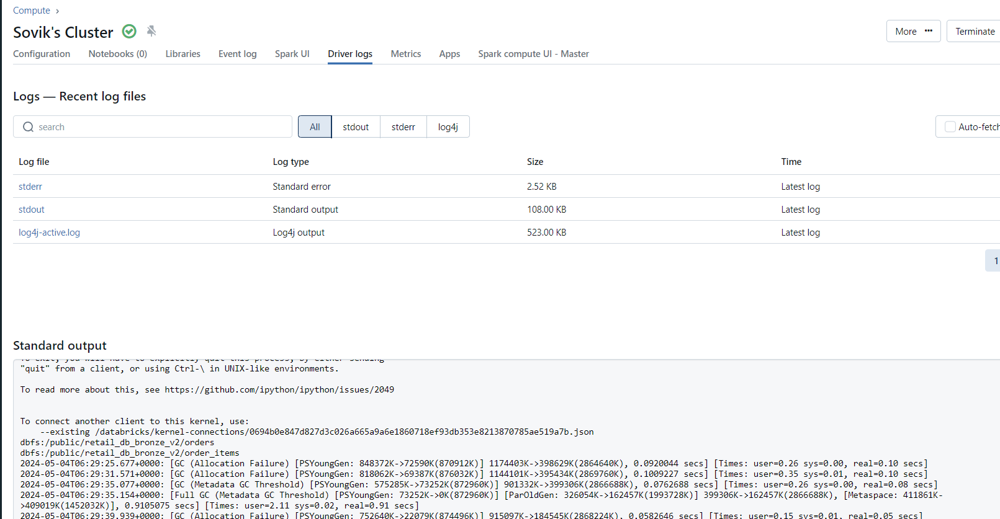 Compute ›
Sovik's Cluster
More ••• Terminate
Configuration Notebooks (0) Libraries Event log Spark UI Driver logs Metrics Apps Spark compute UI - Master
Logs — Recent log files
search All stdout stderr log4j Auto-fetch
Log file Log type Size Time
stderr Standard error 2.52 KB Latest log
stdout Standard output 108.00 KB Latest log
log4j-active.log Log4j output 523.00 KB Latest log
1
Standard output
To exit, you will have to explicitly quit this process, by either sending
"quit" from a client, or using Ctrl-\ in UNIX-like environments.
To read more about this, see https://github.com/ipython/ipython/issues/2049
To connect another client to this kernel, use:
--existing /databricks/kernel-connections/0694b0e847d827d3c026a665a9a6e1860718ef93db353e8213870785ae519a7b.json
dbfs:/public/retail_db_bronze_v2/orders
dbfs:/public/retail_db_bronze_v2/order_items
2024-05-04T06:29:25.677+0000: [GC (Allocation Failure) [PSYoungGen: 848372K->72590K(870912K)] 1174403K->398629K(2864640K), 0.0920044 secs] [Times: user=0.26 sys=0.00, real=0.10 secs]
2024-05-04T06:29:31.571+0000: [GC (Allocation Failure) [PSYoungGen: 818062K->69387K(876032K)] 1144101K->395434K(2869760K), 0.1009227 secs] [Times: user=0.35 sys=0.01, real=0.10 secs]
2024-05-04T06:29:35.077+0000: [GC (Metadata GC Threshold) [PSYoungGen: 575285K->73252K(872960K)] 901332K->399306K(2866688K), 0.0762688 secs] [Times: user=0.26 sys=0.00, real=0.08 secs]
2024-05-04T06:29:35.154+0000: [Full GC (Metadata GC Threshold) [PSYoungGen: 73252K->0K(872960K)] [ParOldGen: 326054K->162457K(1993728K)] 399306K->162457K(2866688K), [Metaspace: 411861K-
>409019K(1452032K)], 0.9105075 secs] [Times: user=2.11 sys=0.02, real=0.91 secs]
2024-05-04T06:29:39.939+0000: [GC (Allocation Failure) [PSYoungGen: 752640K->22079K(874496K)] 915097K->184545K(2868224K), 0.0582646 secs] [Times: user=0.15 sys=0.01, real=0.05 secs]